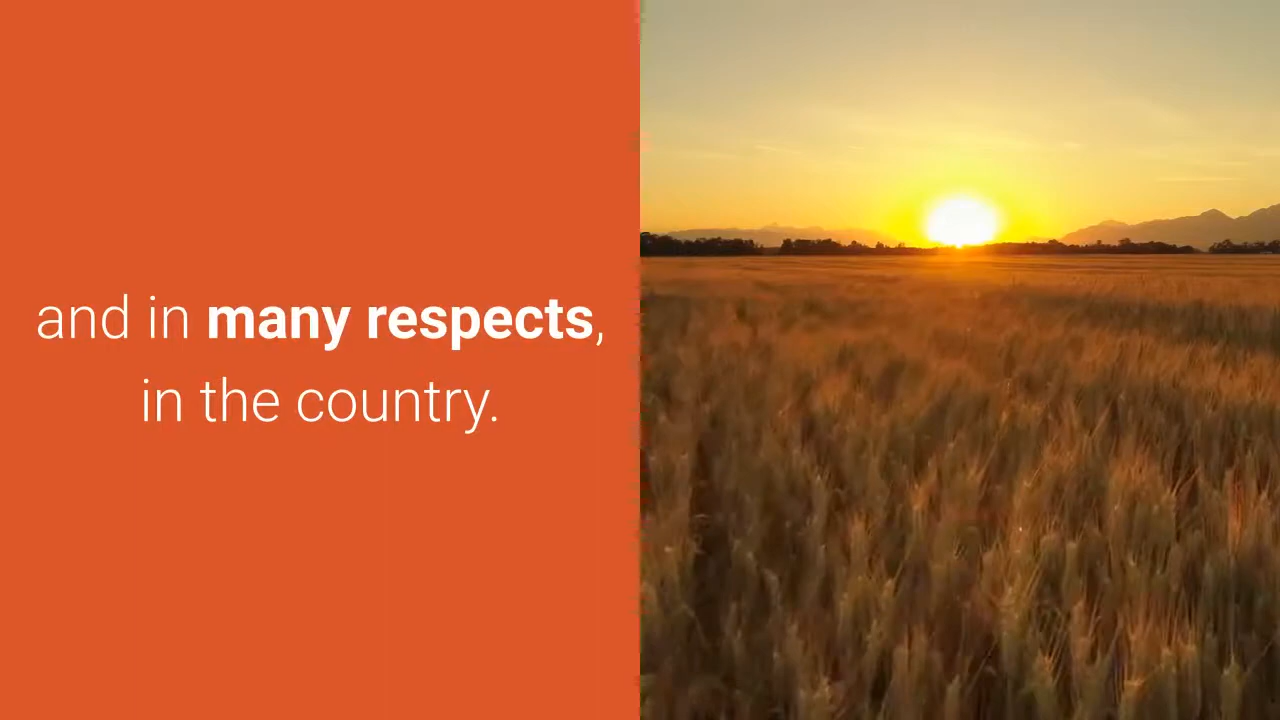 and in many respects,
in the country.